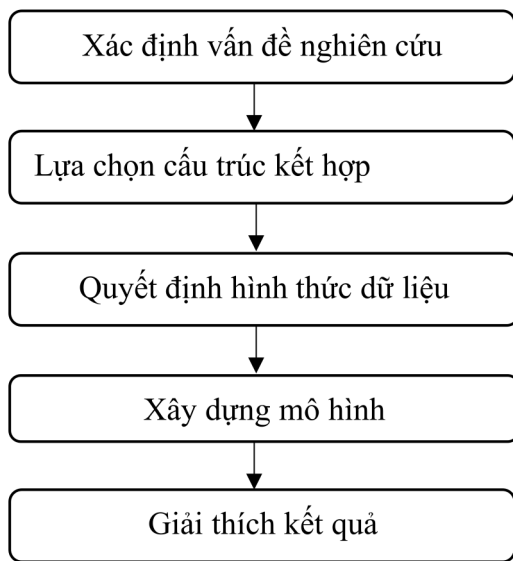 Xác định vấn đề nghiên cứu
Lựa chọn cấu trúc kết hợp
Quyết định hình thức dữ liệu
Xây dựng mô hình
Giải thích kết quả